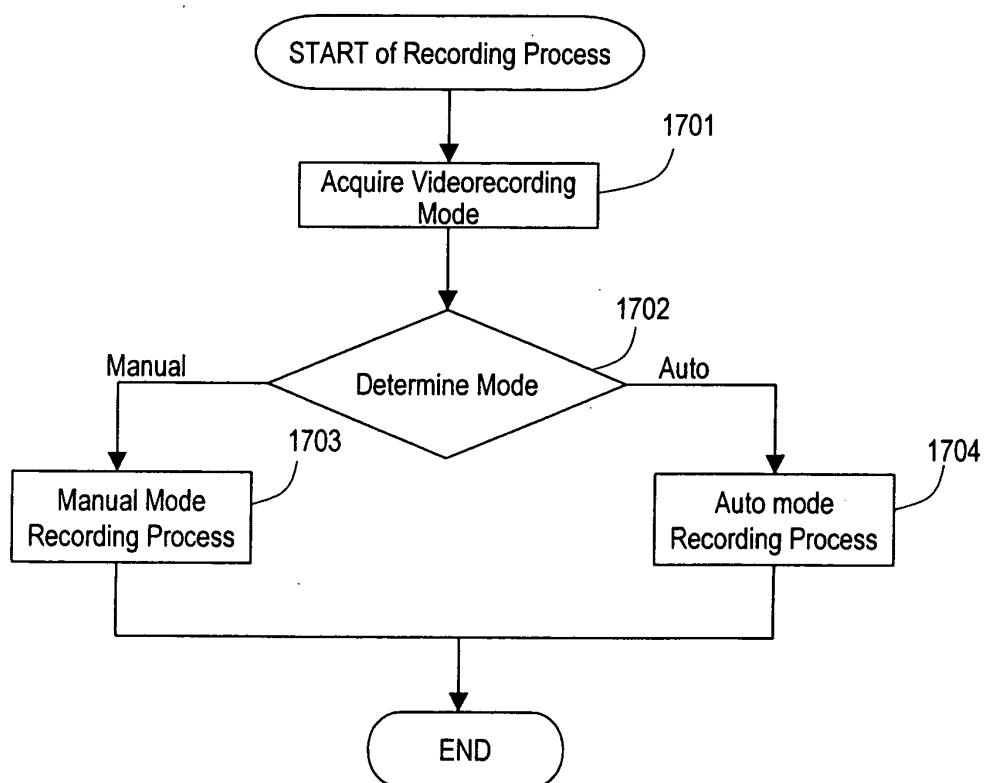 START of Recording Process
1701
Acquire Videorecording
Mode
1702
Manual
Determine Mode
Auto
1703
1704
Manual Mode
Recording Process
Auto mode
Recording Process
END